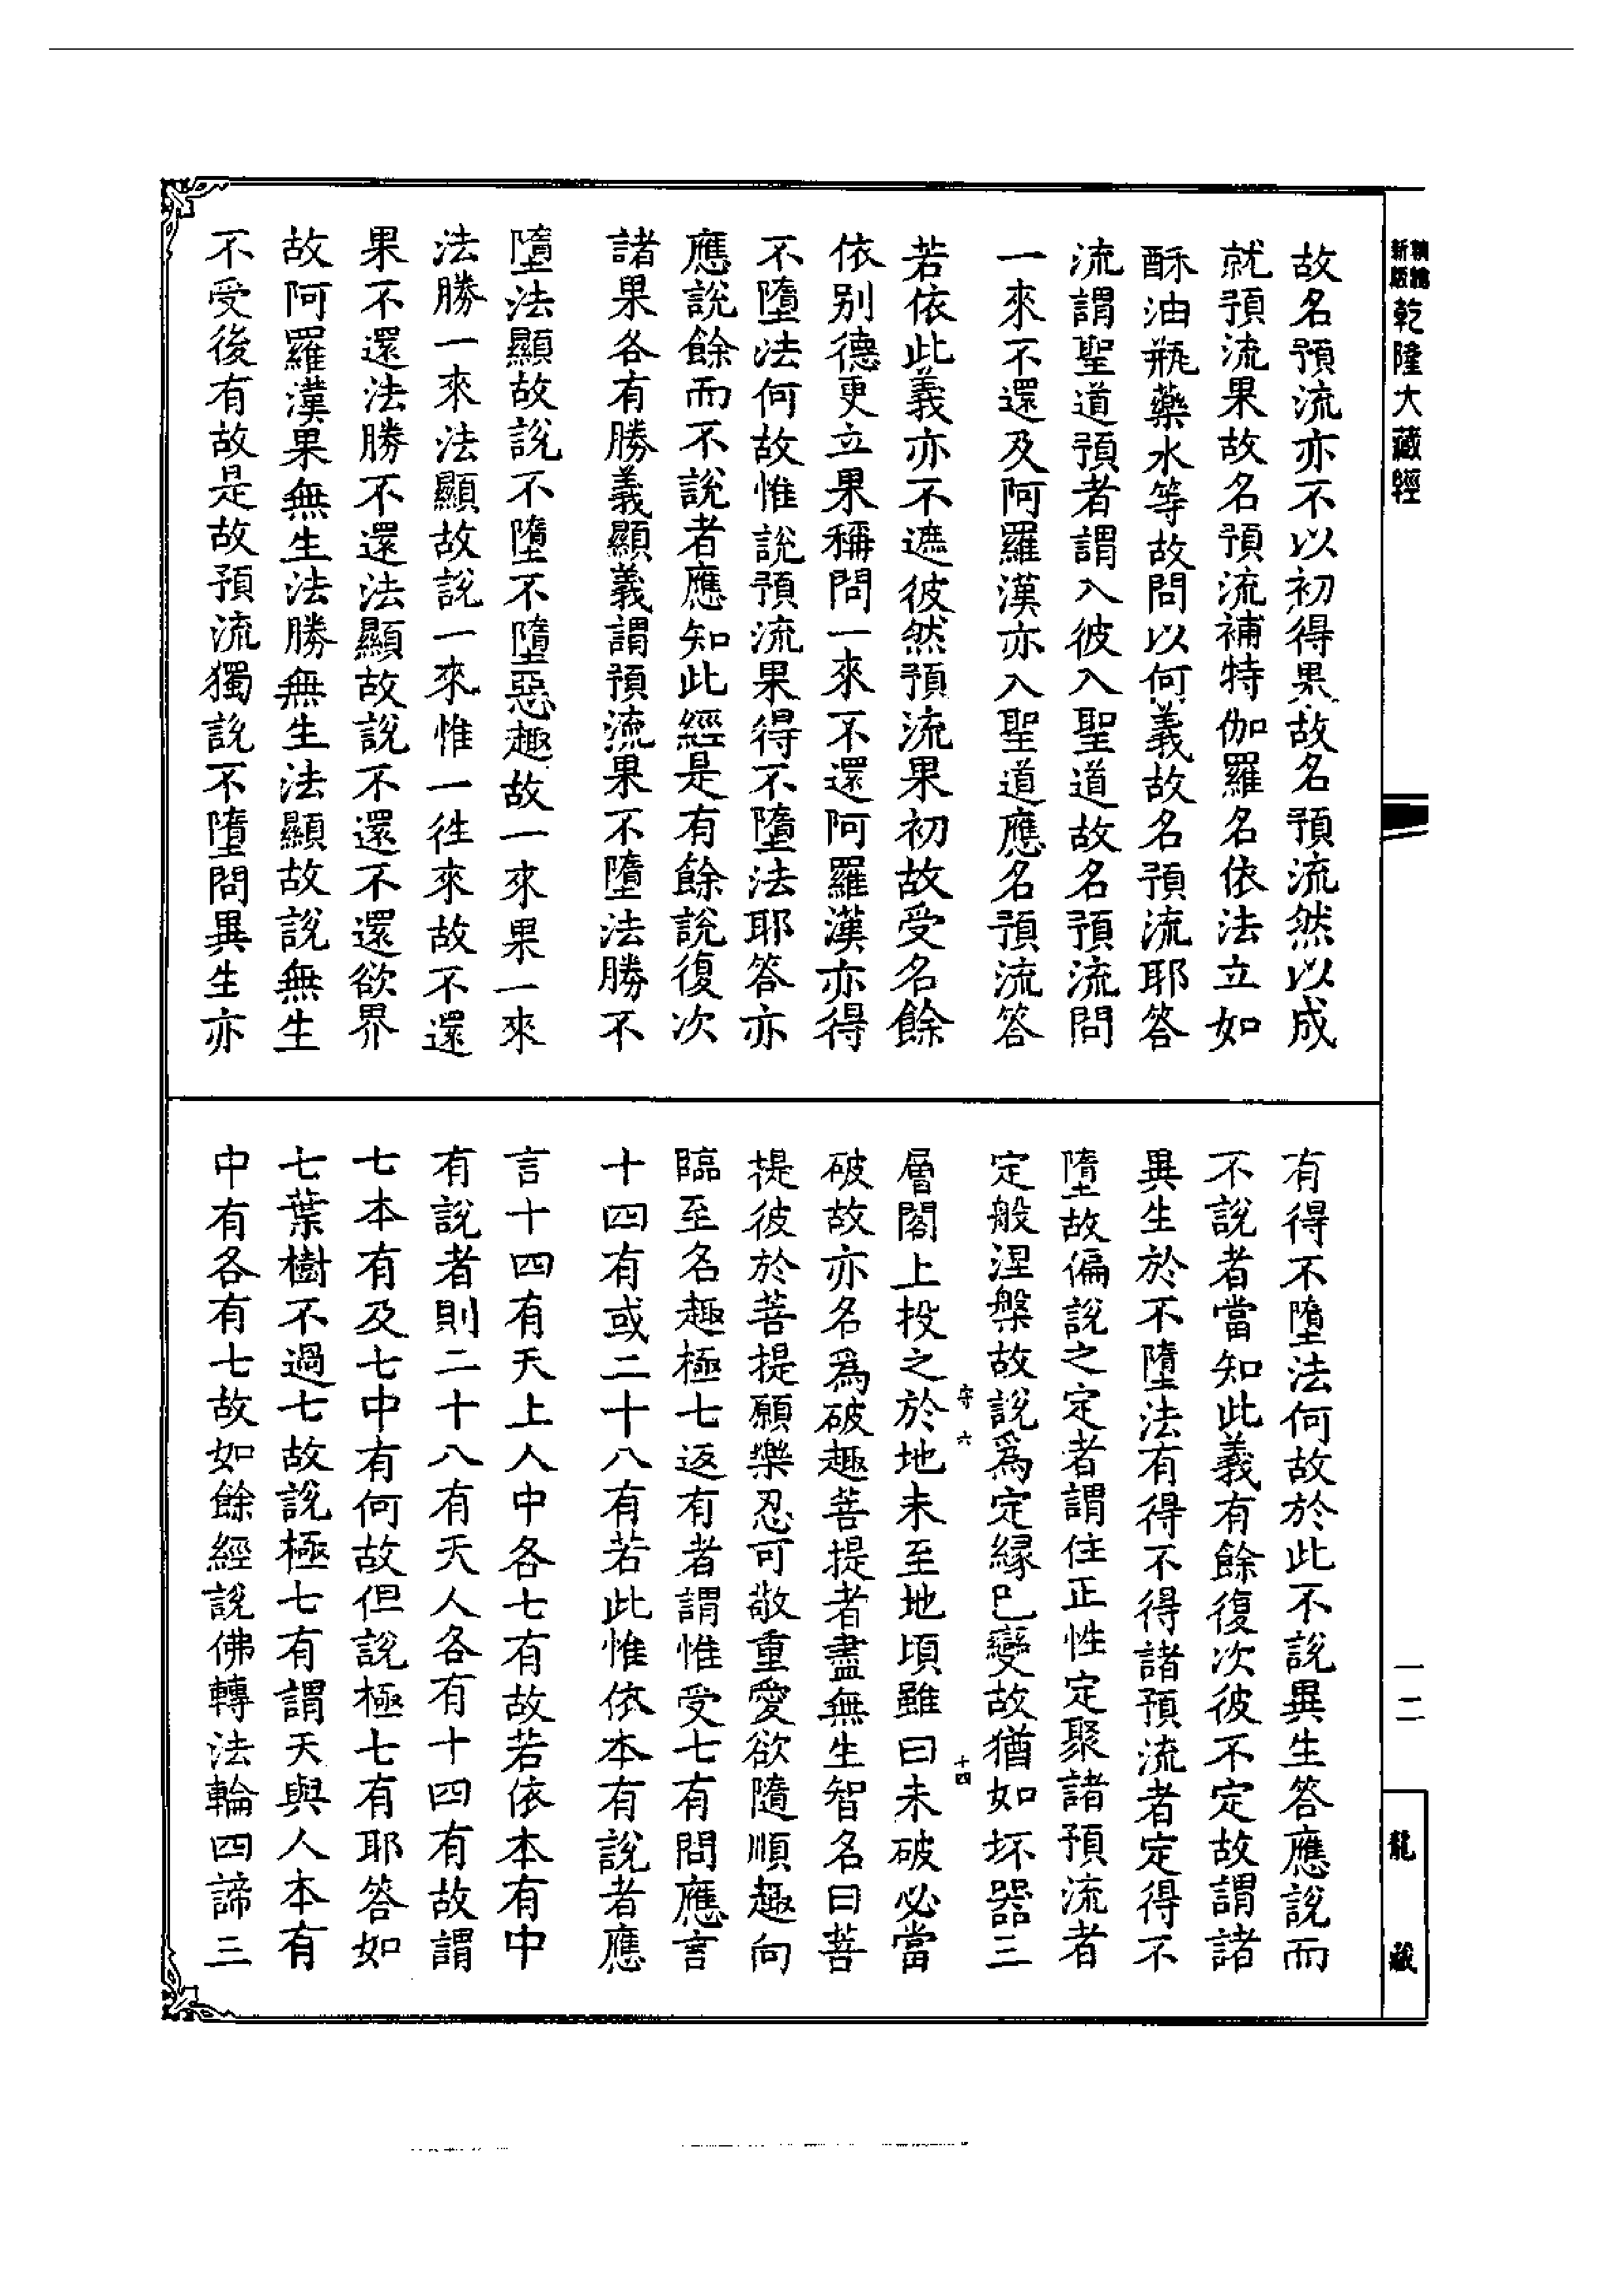 新版
精縮
乾隆大藏經
一二
龍藏
故名預流亦不以初得果故名預流然以成
就預流果故名預流補特伽羅名依法立如
酥油瓶藥水等故問以何義故名預流耶答
流謂聖道預者謂入彼入聖道故名預流問
一來不還及阿羅漢亦入聖道應名預流答
若依此義亦不遮彼然預流果初故受名餘
依别德更立果稱問一來不還阿羅漢亦得
不墮法何故惟說預流果得不墮法耶答亦
應說餘而不說者應知此經是有餘說復次
諸果各有勝義顯義謂預流果不墮法勝不
墮法顯故說不墮不墮惡趣故一來果一來
法勝一來法顯故說一來惟一往來故不還
果不還法勝不還法顯故說不還不還欲界
故阿羅漢果無生法勝無生法顯故說無生
不受後有故是故預流獨說不墮問異生亦
有得不墮法何故於此不說異生答應說而
不說者當知此義有餘復次彼不定故謂諸
異生於不墮法有得不得諸預流者定得不
墮故偏說之定者謂住正性定聚諸預流者
定般涅槃故說爲定緣已變故猶如坏器三
層閣上投之於地未至地頃雖曰未破必當
守六
十四
破故亦名爲破趣菩提者盡無生智名曰菩
提彼於菩提願樂忍可敬重愛欲隨順趣向
臨至名趣極七返有者謂惟受七有問應言
十四有或二十八有若此惟依本有說者應
言十四有天上人中各七有故若依本有中
有說者則二十八有天人各有十四有故謂
七本有及七中有何故但說極七有耶答如
七葉樹不過七故說極七有謂天與人本有
中有各有七故如餘經說佛轉法輪四諦三